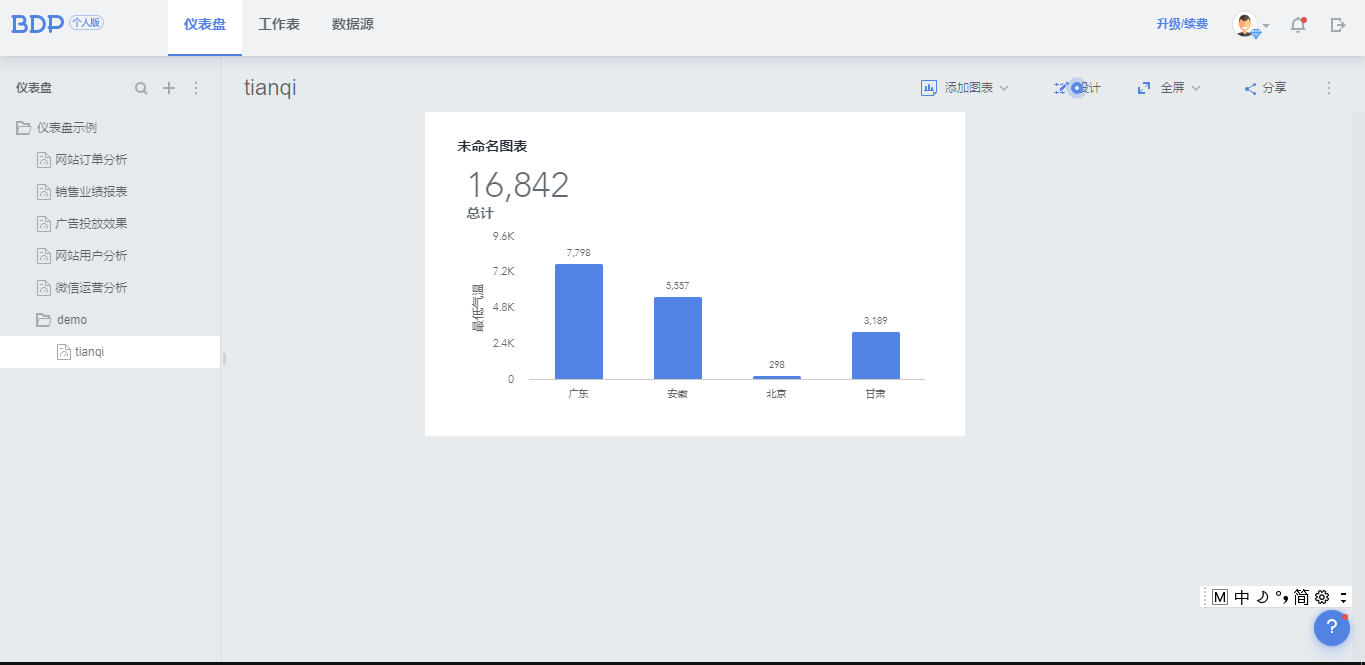 BDP 个人版 仪表盘 工作表 数据源 升级/续费
仪表盘
tianqi 添加图表 设计 全屏 分享
仪表盘示例
网站订单分析
销售业绩报表
广告投放效果
网站用户分析
微信运营分析
demo
tianqi
未命名图表
16,842
总计
最低气温
9.6K
7.2K
4.8K
2.4K
0
7,798
5,557
298
3,189
广东 安徽 北京 甘肃
M 中 简
?